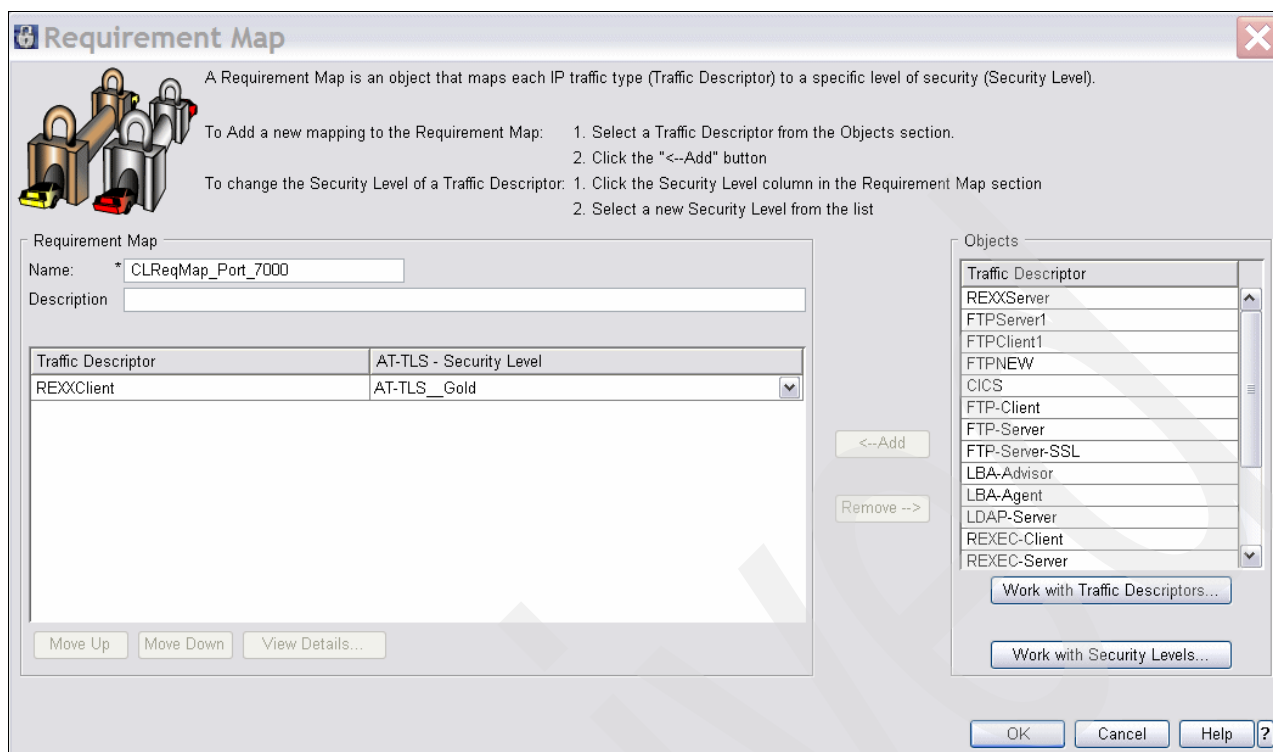 Requirement Map
A Requirement Map is an object that maps each IP traffic type (Traffic Descriptor) to a specific level of security (Security Level).
To Add a new mapping to the Requirement Map: 1. Select a Traffic Descriptor from the Objects section.
2. Click the "<--Add" button
To change the Security Level of a Traffic Descriptor: 1. Click the Security Level column in the Requirement Map section
2. Select a new Security Level from the list
Requirement Map
Name: * CLReqMap_Port_7000
Description
Traffic Descriptor AT-TLS - Security Level
REXXClient AT-TLS__Gold
Move Up Move Down View Details...
<--Add
Remove -->
Objects
Traffic Descriptor
REXXServer
FTPServer1
FTPClient1
FTPNEW
CICS
FTP-Client
FTP-Server
FTP-Server-SSL
LBA-Advisor
LBA-Agent
LDAP-Server
REXEC-Client
REXEC-Server
Work with Traffic Descriptors...
Work with Security Levels...
OK Cancel Help ?